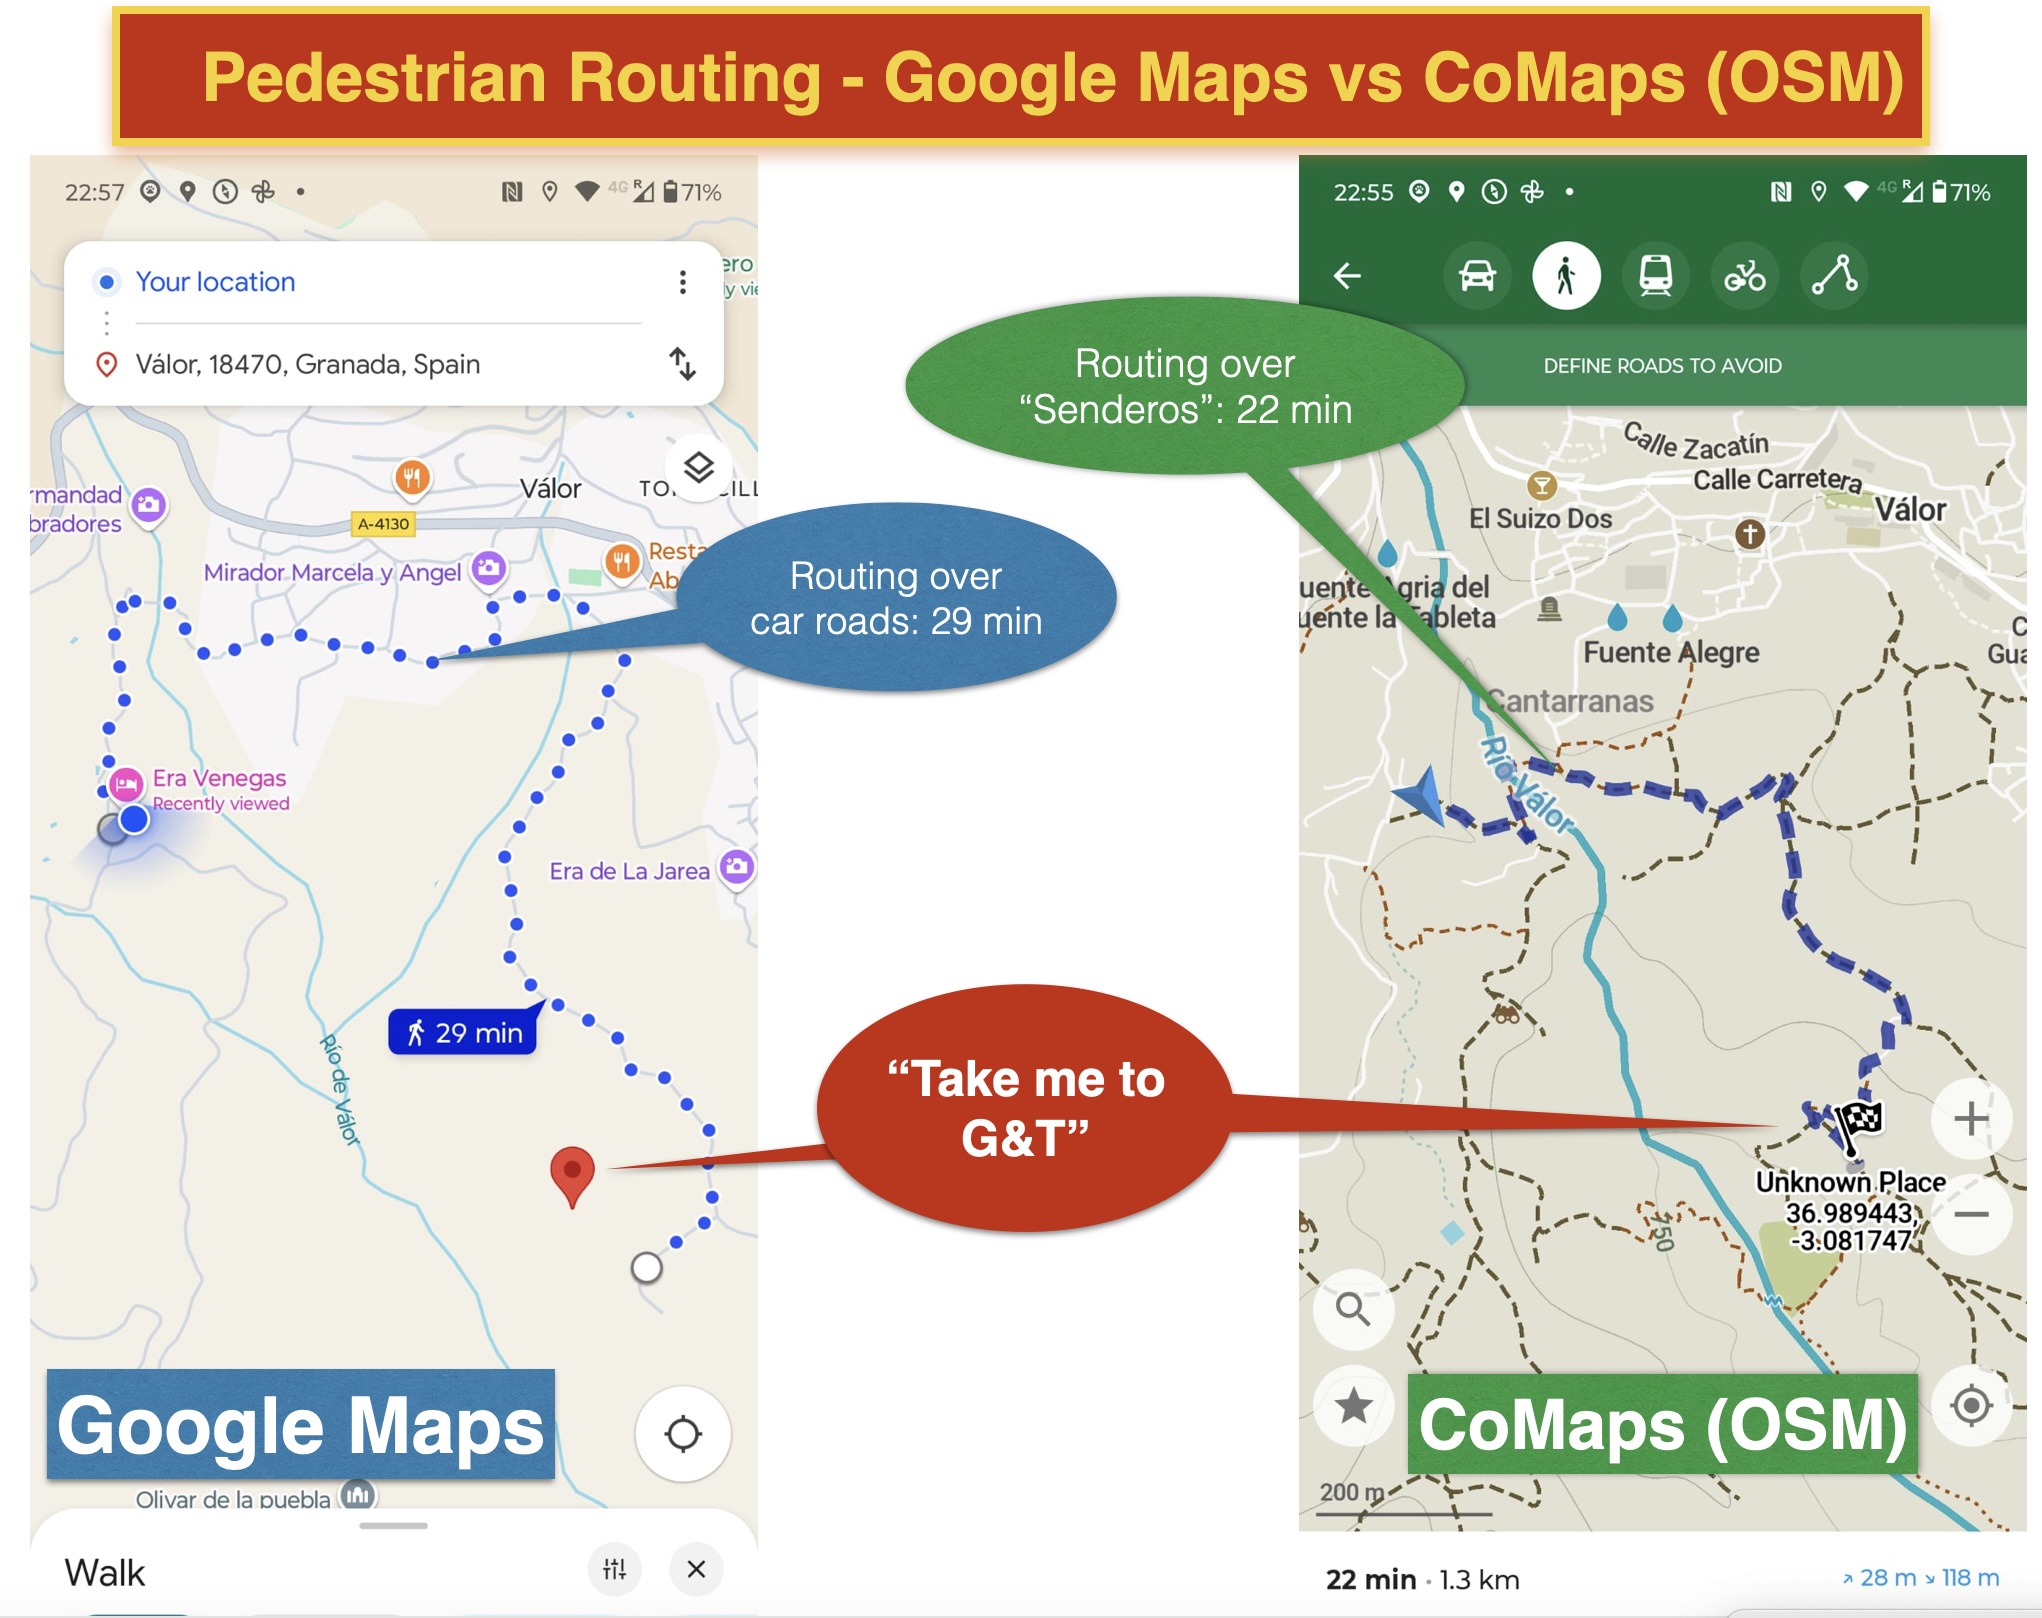 Pedestrian Routing - Google Maps vs CoMaps (OSM)
22:57
4G R 71%
Your location
Válor, 18470, Granada, Spain
ero
rmandad
bradores
Válor
A-4130
Mirador Marcela y Angel
Resta
Ab
Era Venegas
Recently viewed
Era de La Jarea
29 min
Río de Válor
Google Maps
Olivar de la puebla
Walk
Routing over
“Senderos”: 22 min
Routing over
car roads: 29 min
“Take me to
G&T”
22:55
4G R 71%
DEFINE ROADS TO AVOID
Calle Zacatín
Calle Carretera
Válor
El Suizo Dos
uente Agria del
uente la Tableta
Fuente Alegre
C
Gua
Cantarranas
Río Válor
Unknown Place
36.989443,
-3.081747
750
CoMaps (OSM)
200 m
22 min · 1.3 km
28 m 118 m